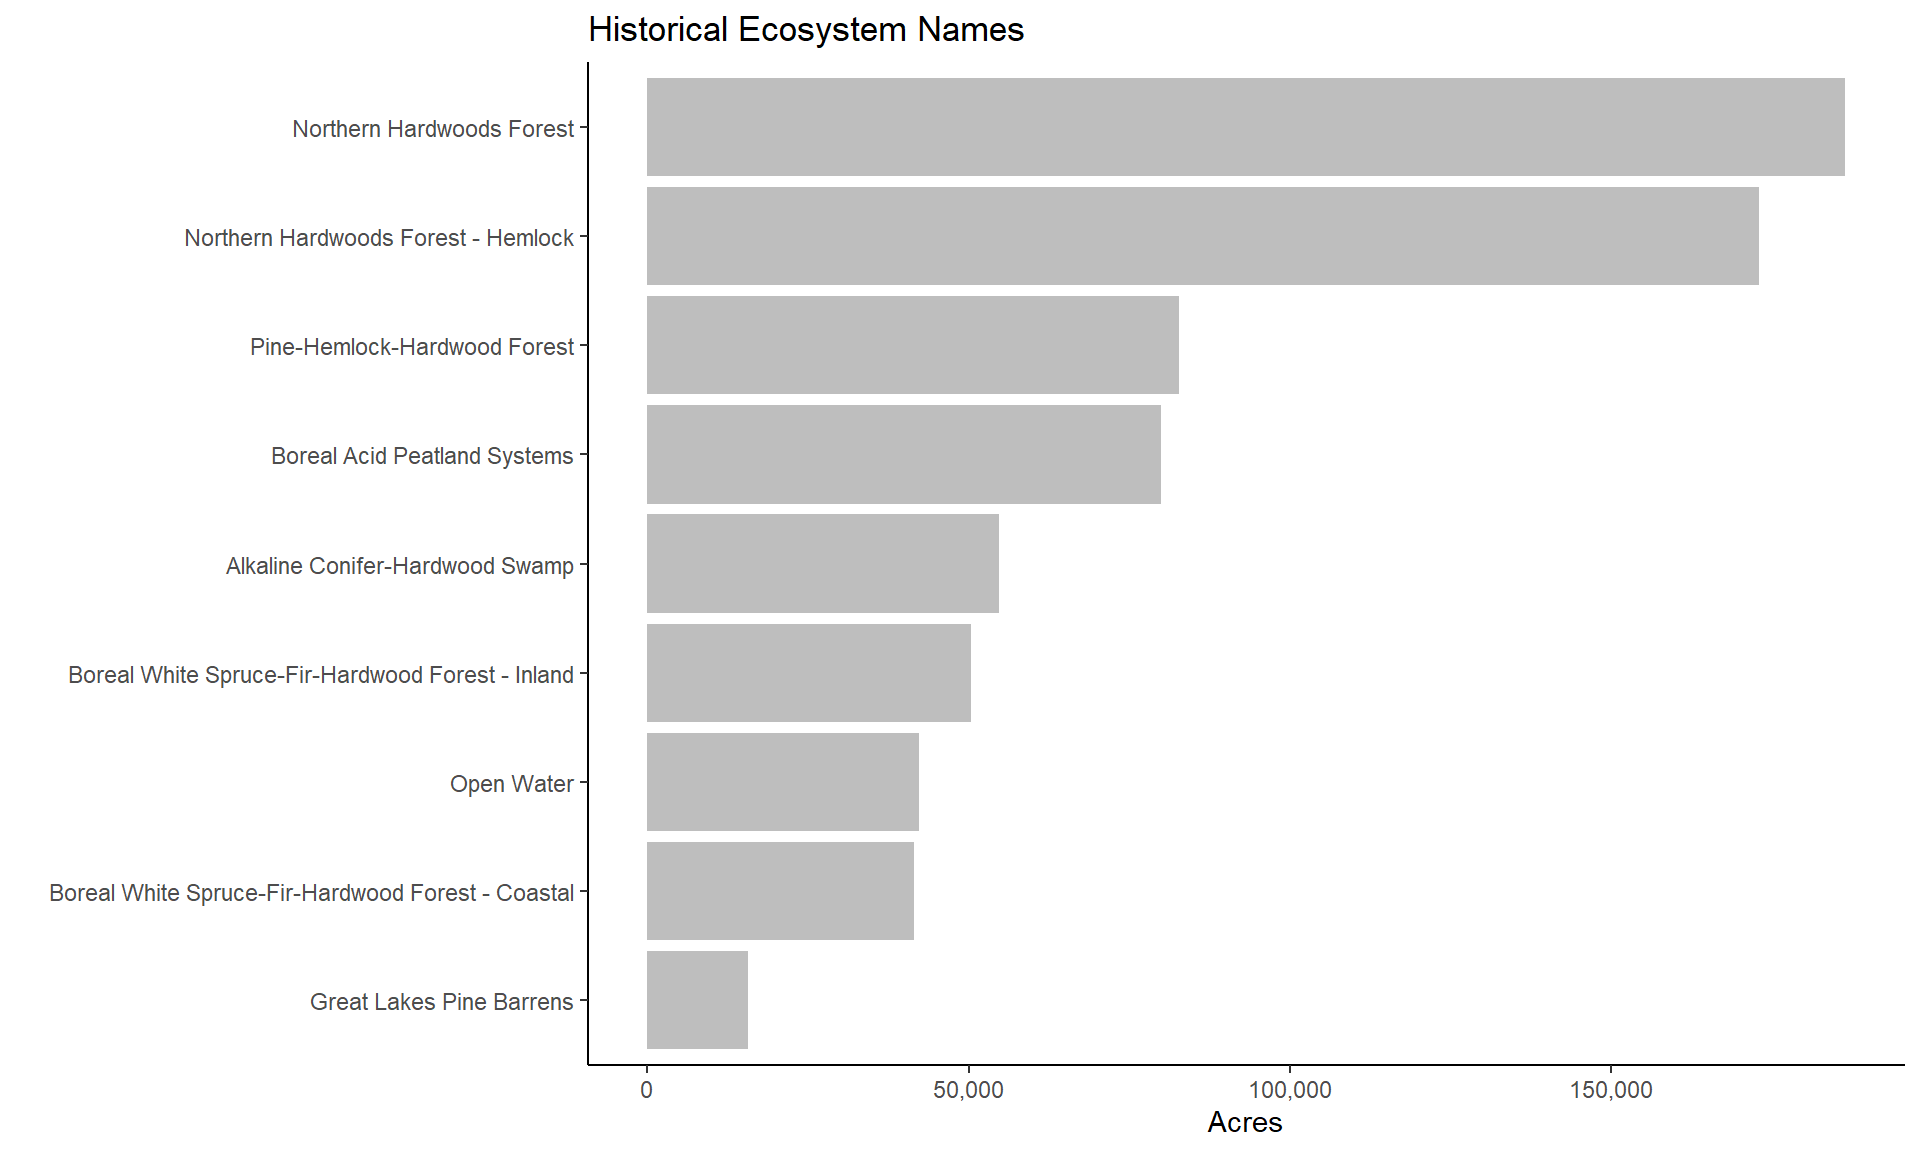 Historical Ecosystem Names
Northern Hardwoods Forest
Northern Hardwoods Forest - Hemlock
Pine-Hemlock-Hardwood Forest
Boreal Acid Peatland Systems
Alkaline Conifer-Hardwood Swamp
Boreal White Spruce-Fir-Hardwood Forest - Inland
Open Water
Boreal White Spruce-Fir-Hardwood Forest - Coastal
Great Lakes Pine Barrens
0 50,000 100,000 150,000
Acres